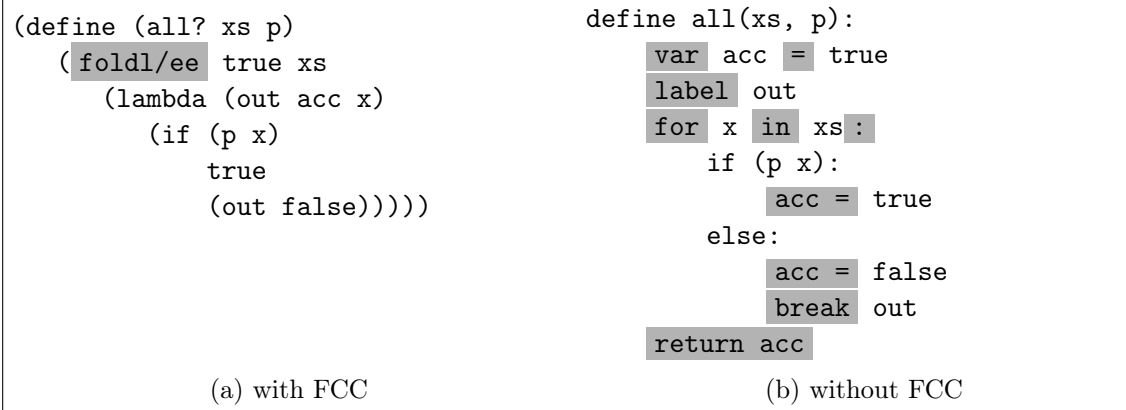 (define (all? xs p)
(foldl/ee true xs
(lambda (out acc x)
(if (p x)
true
(out false)))))
(a) with FCC
define all(xs, p):
var acc = true
label out
for x in xs:
if (p x):
acc = true
else:
acc = false
break out
return acc
(b) without FCC